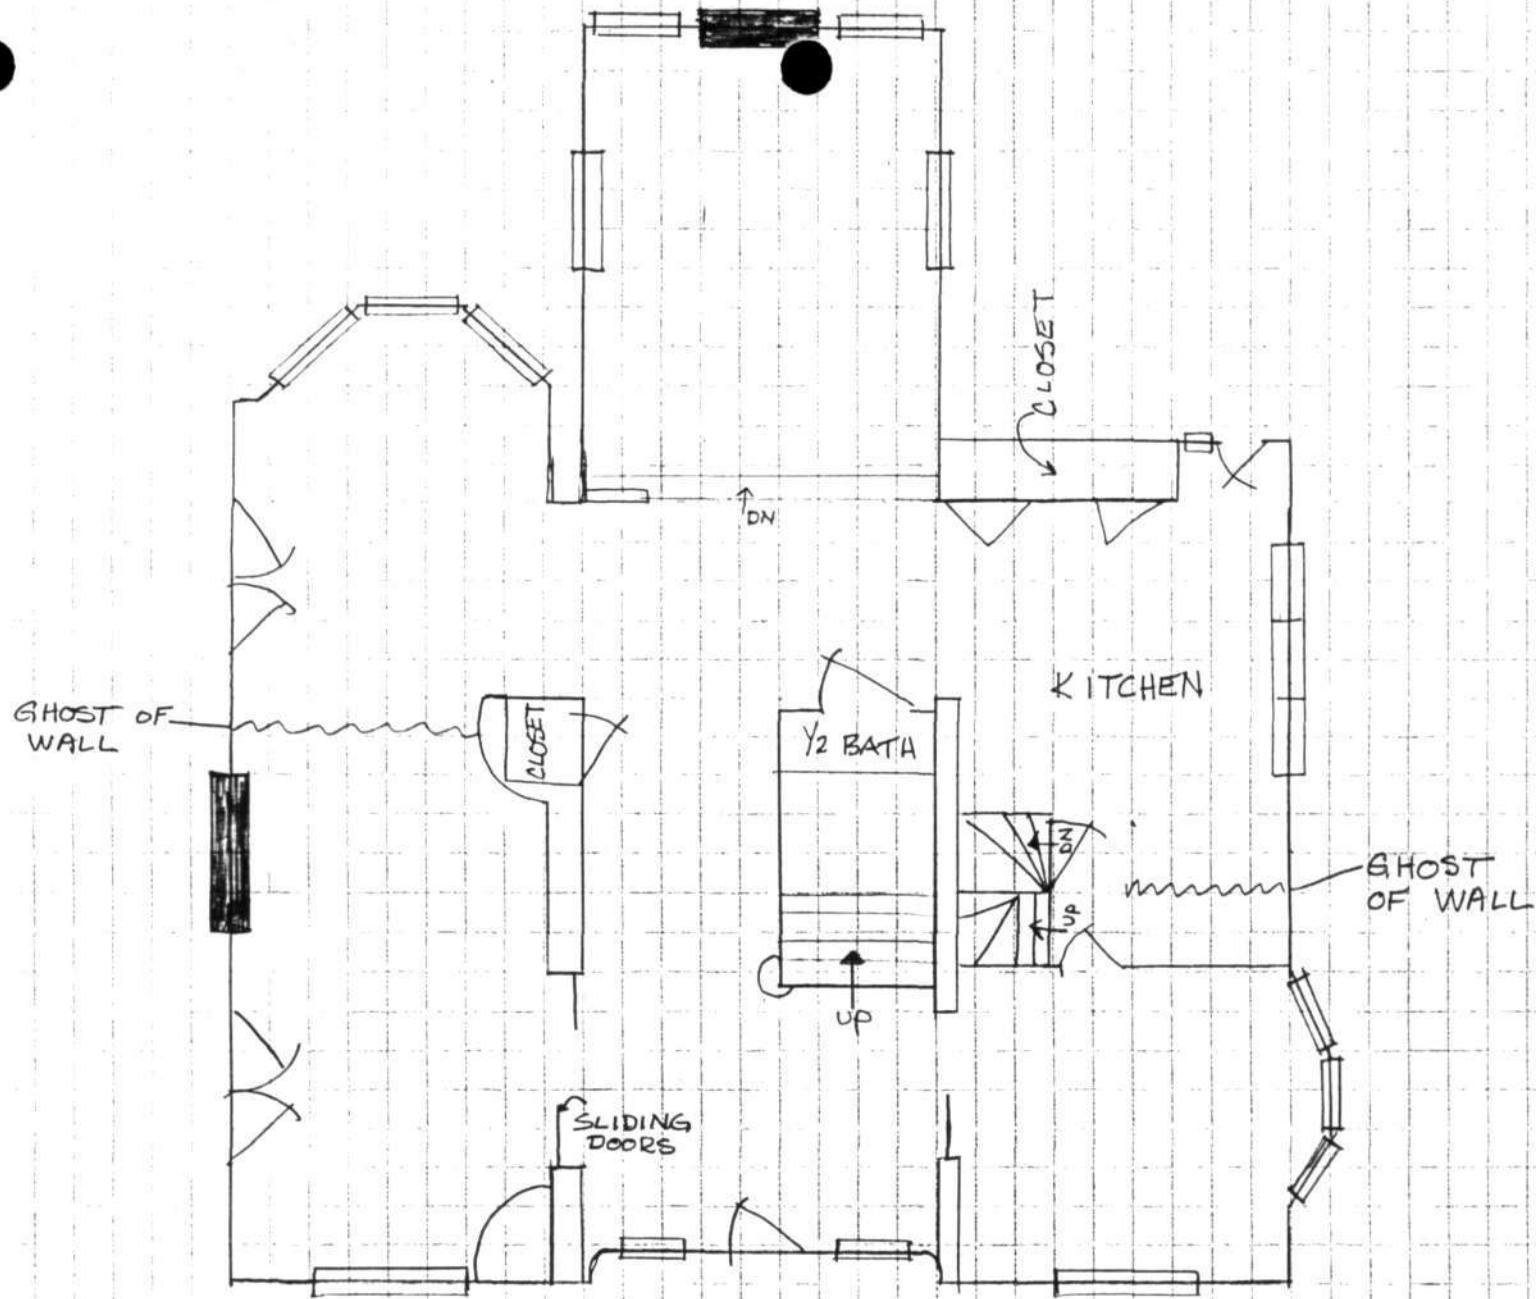 CLOSET
DN
KITCHEN
GHOST OF
WALL
CLOSET
1/2 BATH
DN
GHOST
OF WALL
UP
UP
SLIDING
DOORS